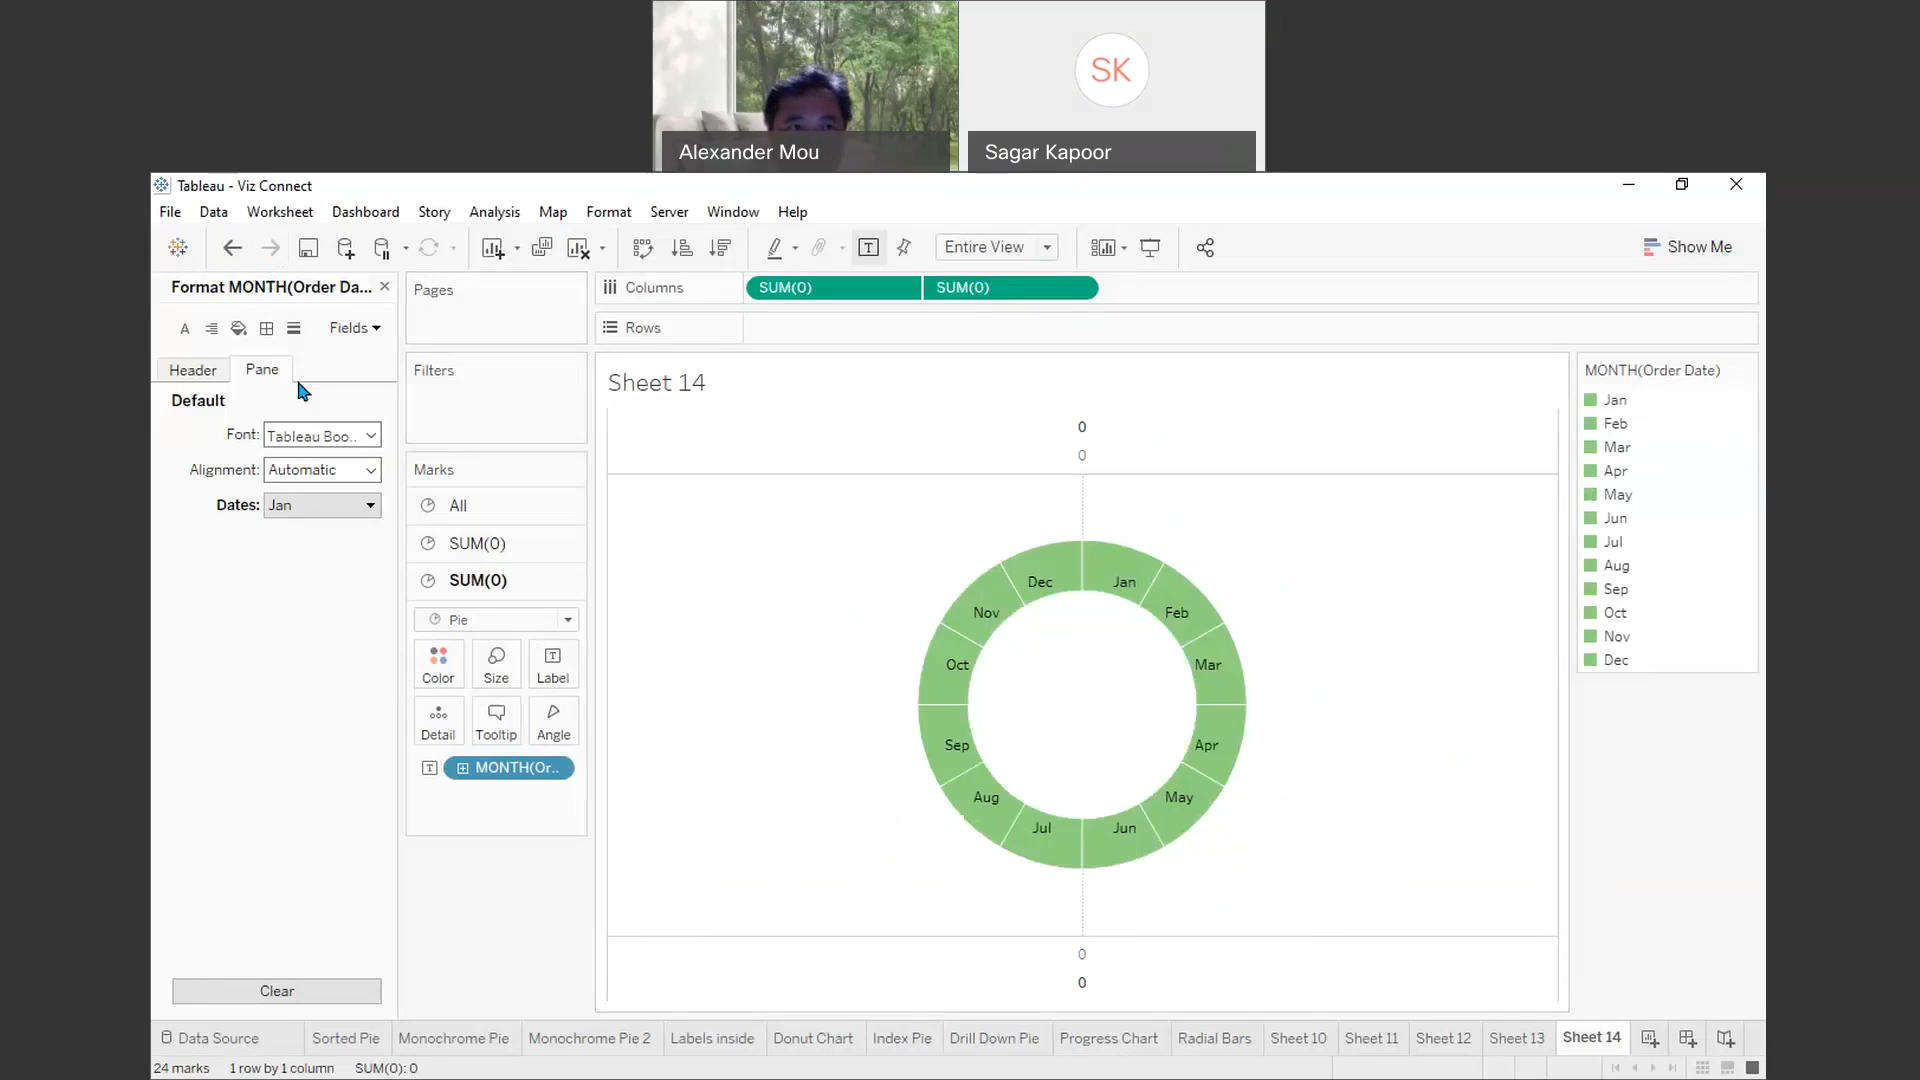 SK
Alexander Mou
Sagar Kapoor
Tableau - Viz Connect
File Data Worksheet Dashboard Story Analysis Map Format Server Window Help
Entire View
Show Me
Format MONTH(Order Da...
Fields
Header Pane
Default
Font: Tableau Boo..
Alignment: Automatic
Dates: Jan
Clear
Pages
Filters
Marks
All
SUM(0)
SUM(0)
Pie
Color Size Label
Detail Tooltip Angle
MONTH(Or..
Columns SUM(0) SUM(0)
Rows
Sheet 14
0
0
Dec Jan
Nov Feb
Oct Mar
Sep Apr
Aug May
Jul Jun
0
0
MONTH(Order Date)
Jan
Feb
Mar
Apr
May
Jun
Jul
Aug
Sep
Oct
Nov
Dec
Data Source Sorted Pie Monochrome Pie Monochrome Pie 2 Labels inside Donut Chart Index Pie Drill Down Pie Progress Chart Radial Bars Sheet 10 Sheet 11 Sheet 12 Sheet 13 Sheet 14
24 marks 1 row by 1 column SUM(0): 0